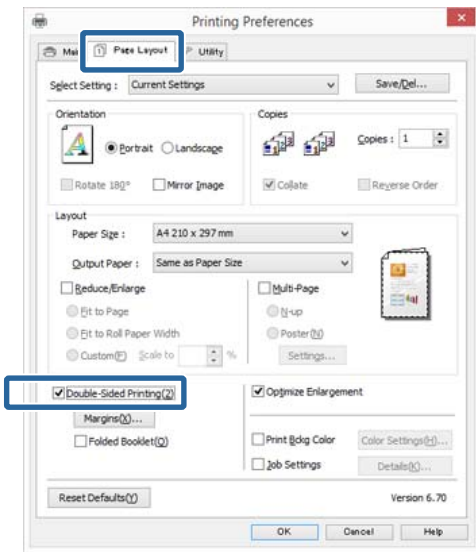 Printing Preferences
Main Page Layout Utility
Select Setting : Current Settings Save/Del...
Orientation Copies
Portrait Landscape Copies : 1
Rotate 180° Mirror Image Collate Reverse Order
Layout
Paper Size : A4 210 x 297 mm
Output Paper : Same as Paper Size
Reduce/Enlarge Multi-Page
Fit to Page N-up
Fit to Roll Paper Width Poster(N)
Custom(F) Scale to % Settings...
Double-Sided Printing(Z) Optimize Enlargement
Margins(X)...
Folded Booklet(Q) Print Bckg Color Color Settings(H)...
Job Settings Details(K)...
Reset Defaults(Y) Version 6.70
OK Cancel Help